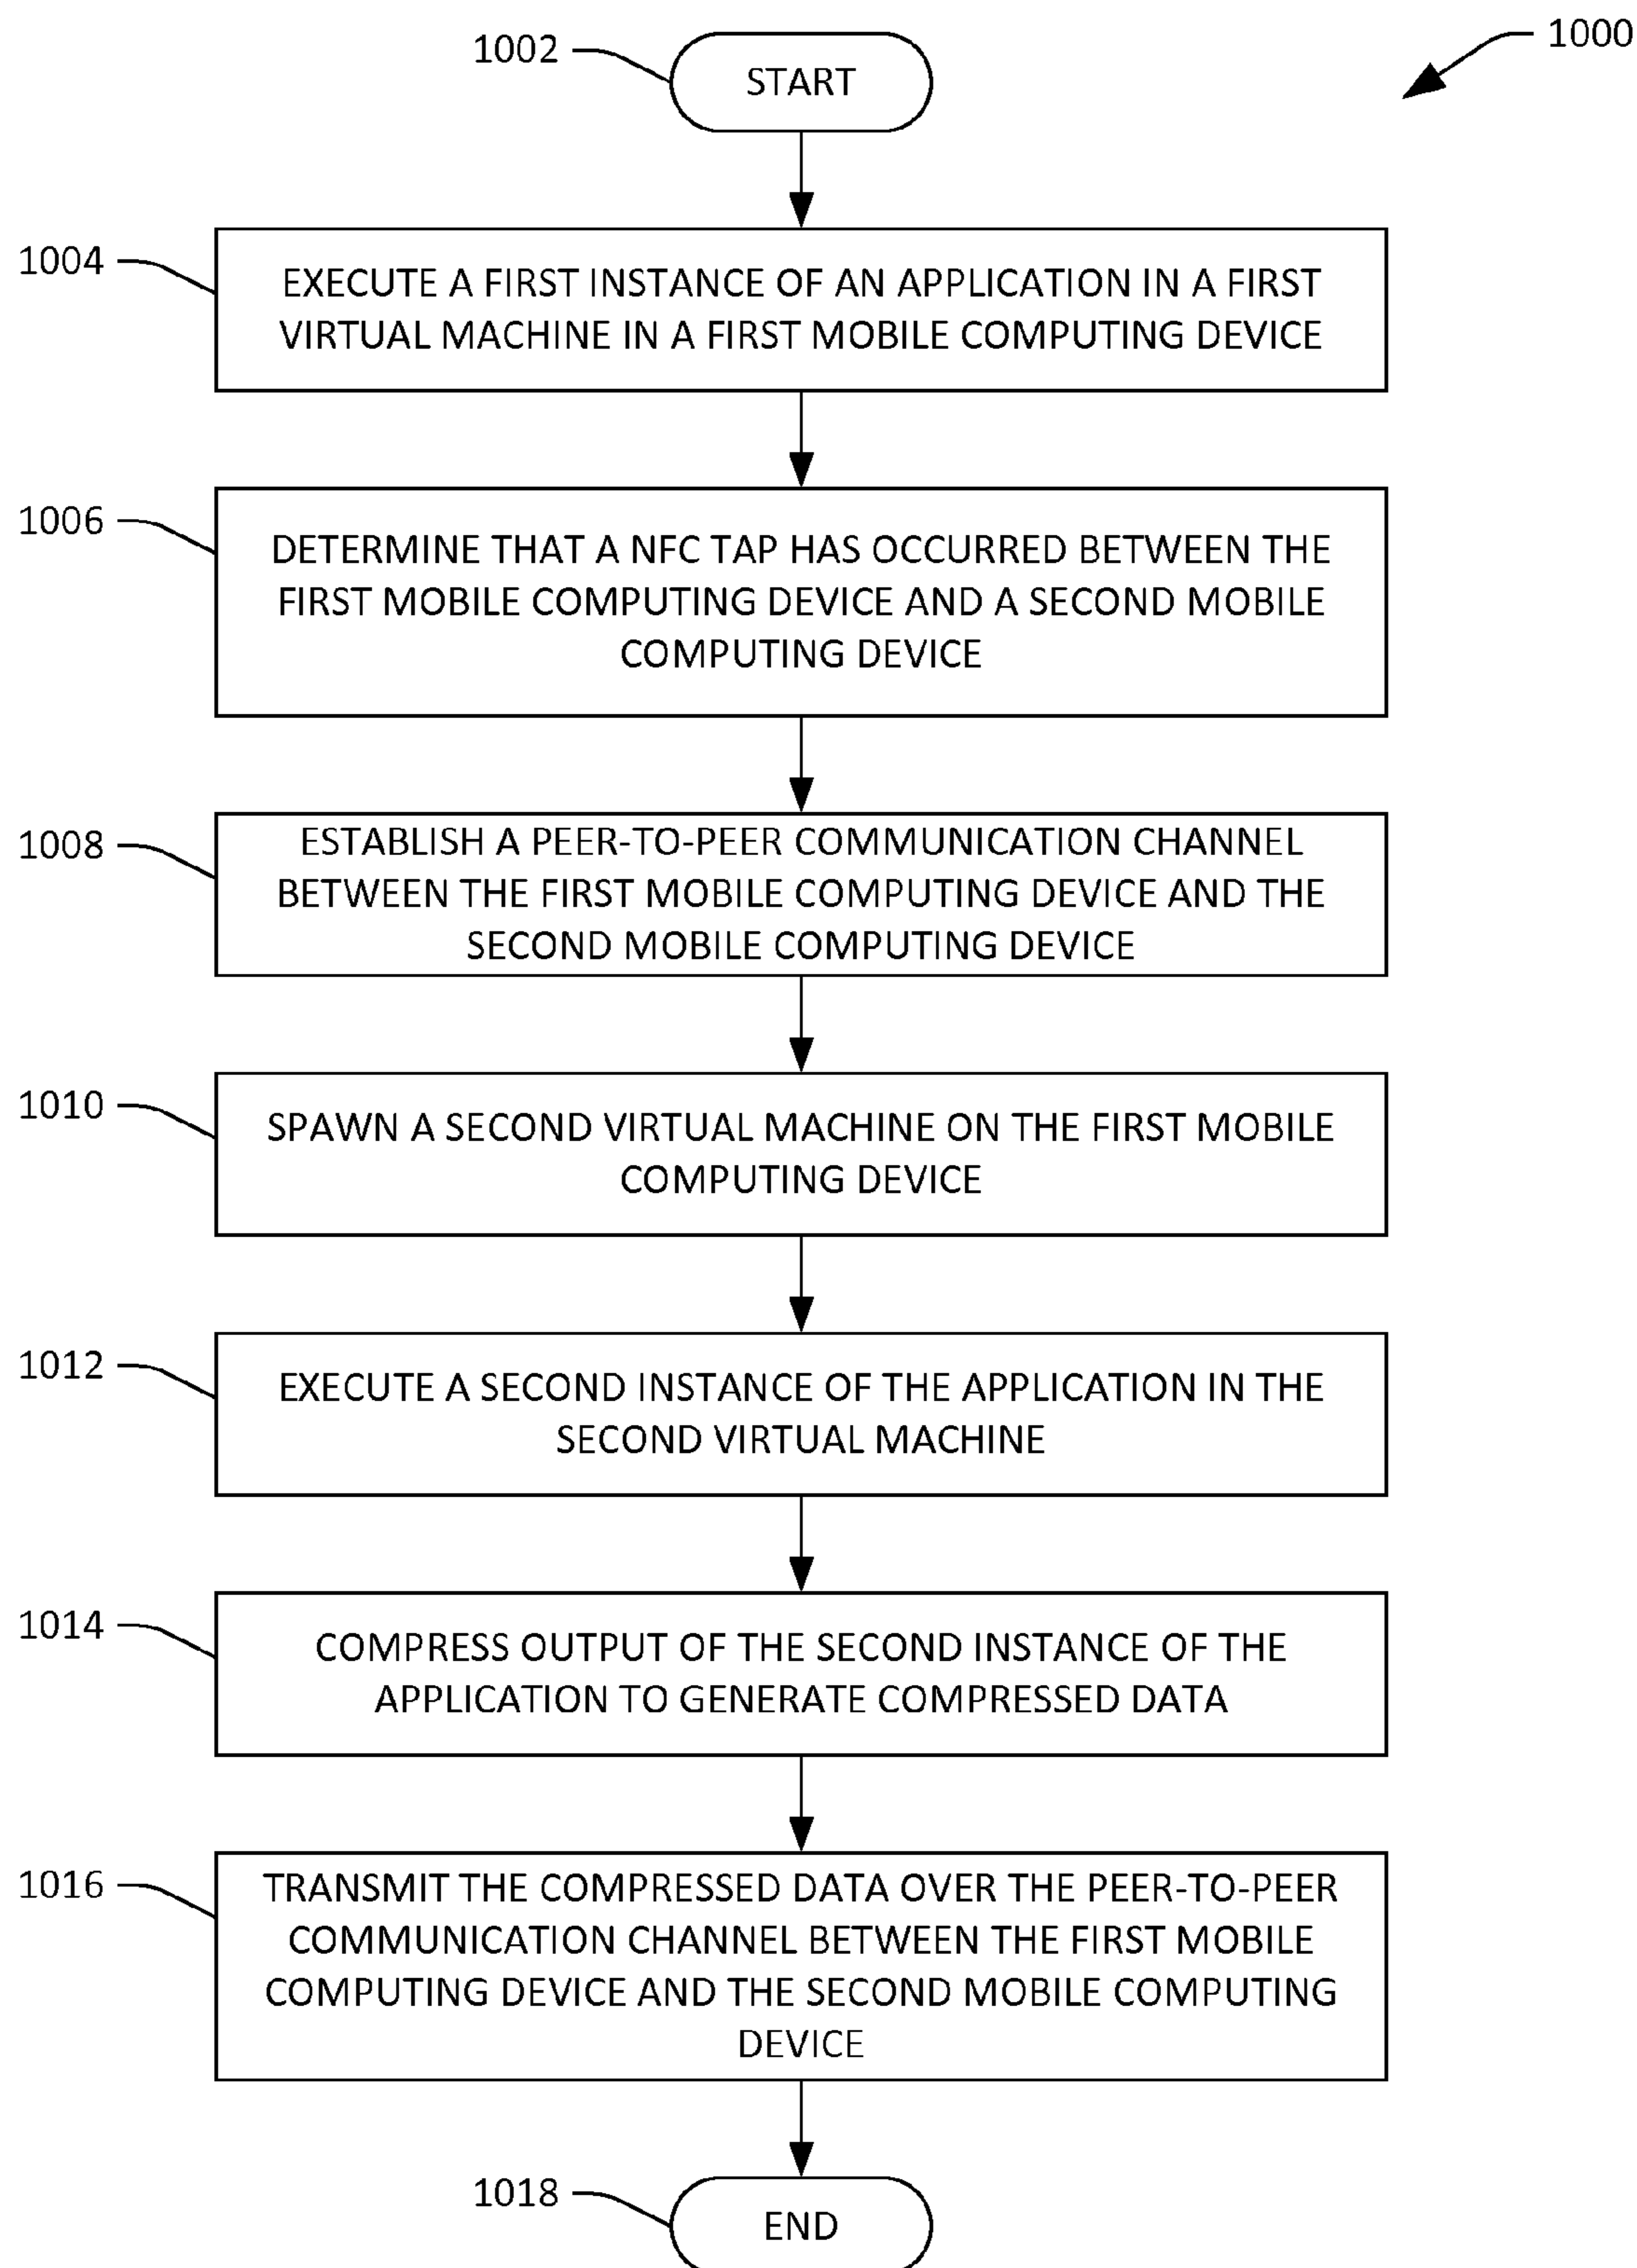 1000
1002
START
1004
EXECUTE A FIRST INSTANCE OF AN APPLICATION IN A FIRST
VIRTUAL MACHINE IN A FIRST MOBILE COMPUTING DEVICE
1006
DETERMINE THAT A NFC TAP HAS OCCURRED BETWEEN THE
FIRST MOBILE COMPUTING DEVICE AND A SECOND MOBILE
COMPUTING DEVICE
1008
ESTABLISH A PEER-TO-PEER COMMUNICATION CHANNEL
BETWEEN THE FIRST MOBILE COMPUTING DEVICE AND THE
SECOND MOBILE COMPUTING DEVICE
1010
SPAWN A SECOND VIRTUAL MACHINE ON THE FIRST MOBILE
COMPUTING DEVICE
1012
EXECUTE A SECOND INSTANCE OF THE APPLICATION IN THE
SECOND VIRTUAL MACHINE
1014
COMPRESS OUTPUT OF THE SECOND INSTANCE OF THE
APPLICATION TO GENERATE COMPRESSED DATA
1016
TRANSMIT THE COMPRESSED DATA OVER THE PEER-TO-PEER
COMMUNICATION CHANNEL BETWEEN THE FIRST MOBILE
COMPUTING DEVICE AND THE SECOND MOBILE COMPUTING
DEVICE
1018
END